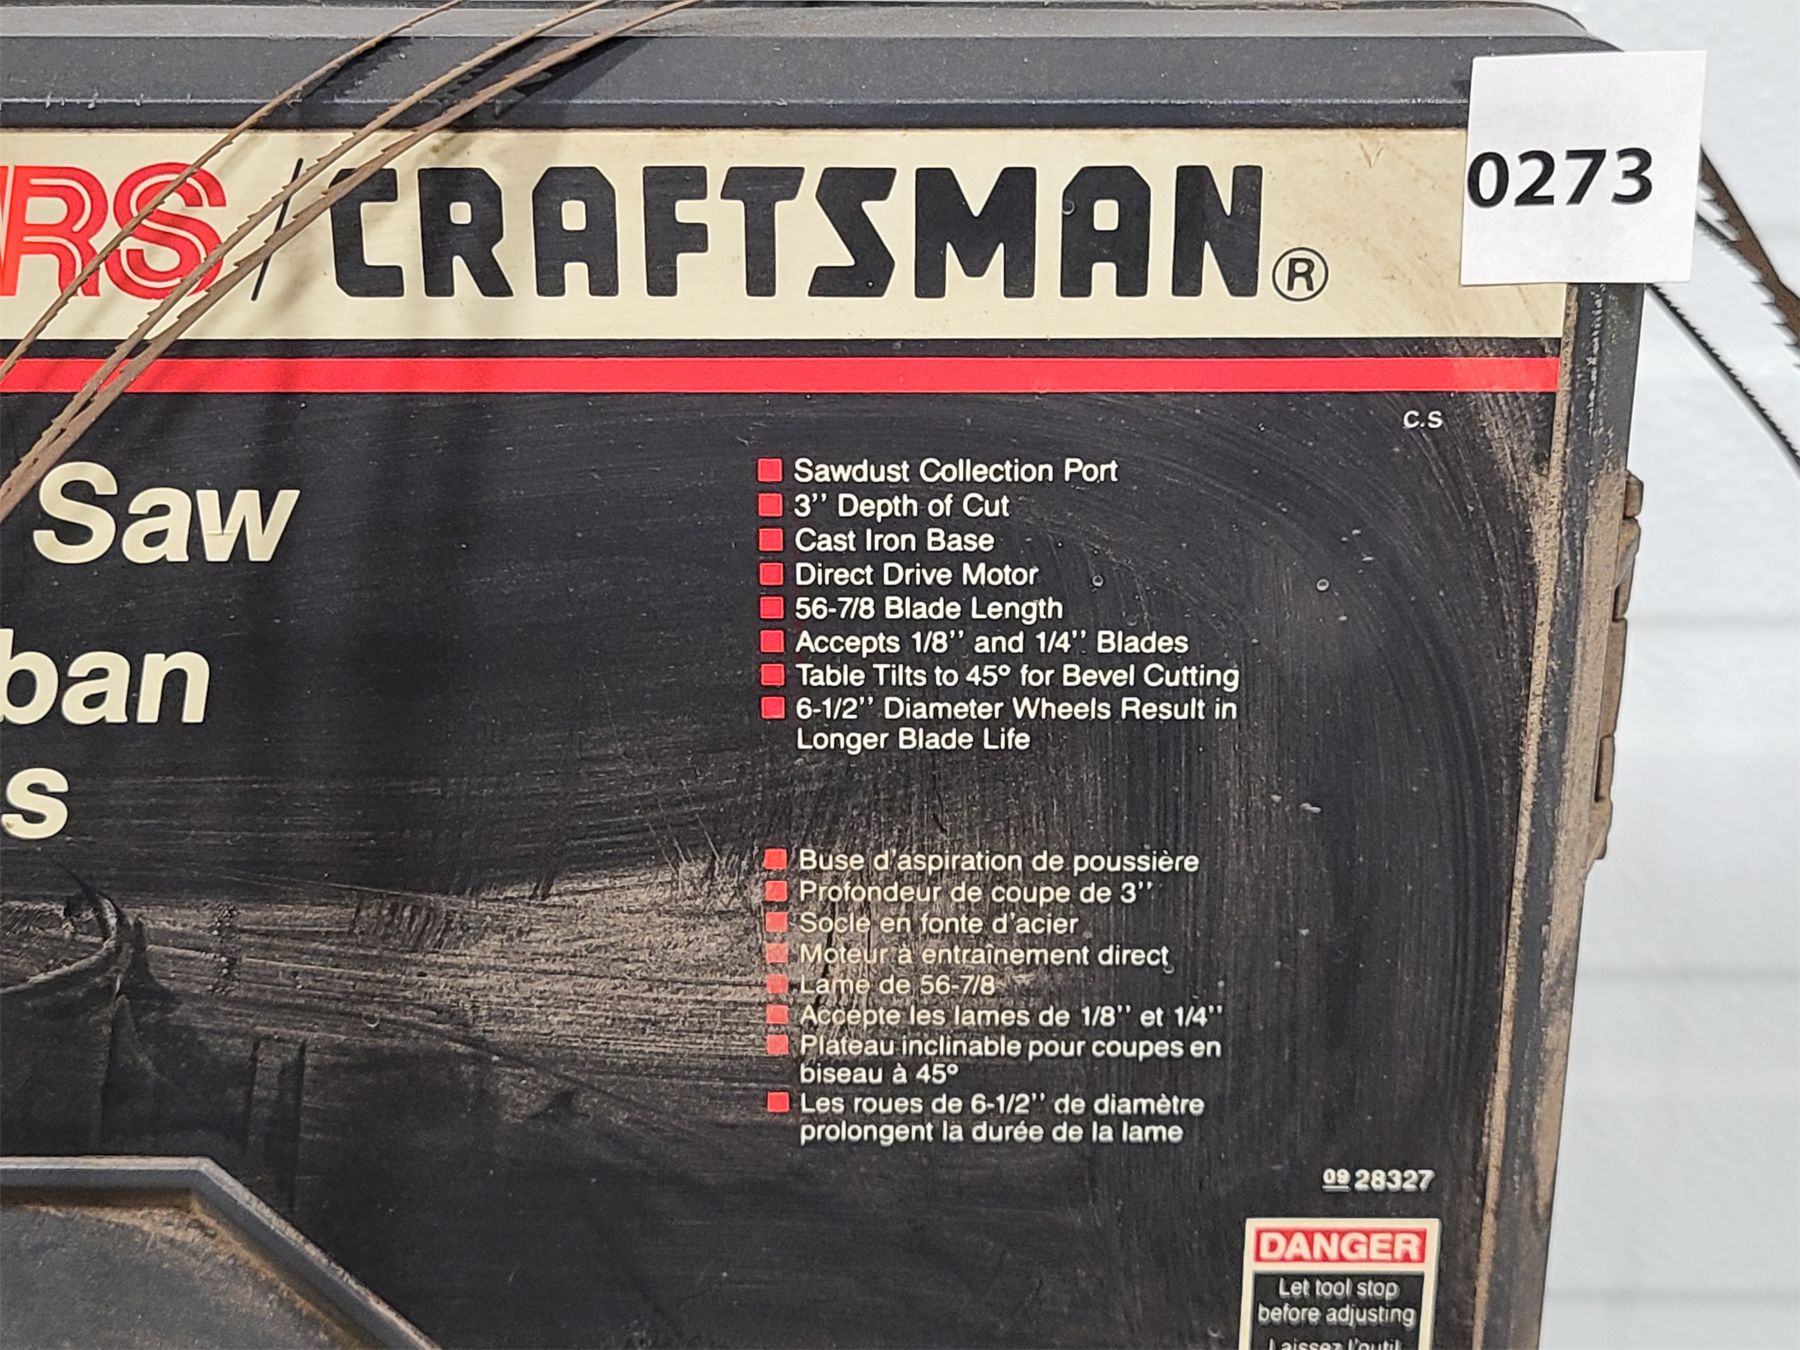 0273
RS / CRAFTSMAN®
C.S
Saw
ban
s
Sawdust Collection Port
3'' Depth of Cut
Cast Iron Base
Direct Drive Motor
56-7/8 Blade Length
Accepts 1/8'' and 1/4'' Blades
Table Tilts to 45° for Bevel Cutting
6-1/2'' Diameter Wheels Result in
Longer Blade Life
Buse d'aspiration de poussière
Profondeur de coupe de 3''
Socle en fonte d'acier
Moteur à entraînement direct
Lame de 56-7/8
Accepte les lames de 1/8'' et 1/4''
Plateau inclinable pour coupes en
biseau à 45°
Les roues de 6-1/2'' de diamètre
prolongent la durée de la lame
09 28327
DANGER
Let tool stop
before adjusting
Laissez l'outil